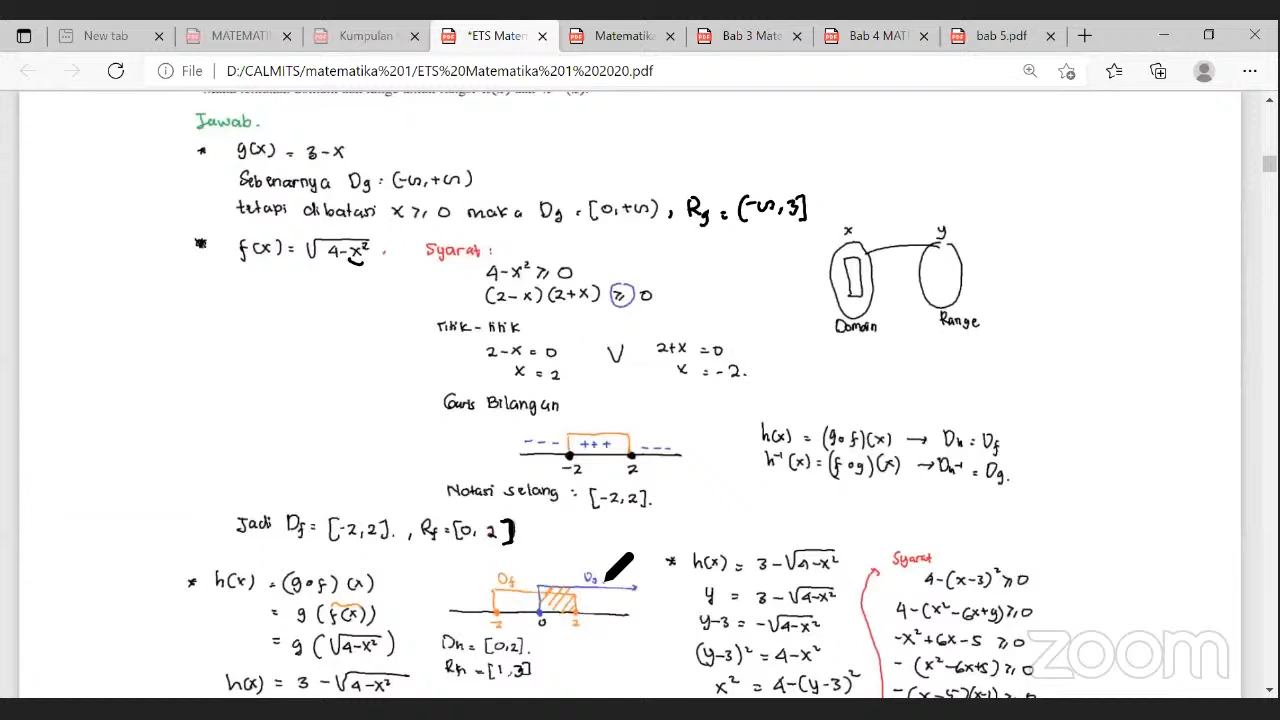 New tab
MATEMATI
Kumpulan
*ETS Matem
Matematika
Bab 3 Mate
Bab 4 MAT
bab 5.pdf
File D:/CALMITS/matematika%201/ETS%20Matematika%201%202020.pdf
Jawab.
* g(x) = 3-x
Sebenarnya Dg : (-∞,+∞)
tetapi dibatasi x ≥ 0 maka Dg = [0,+∞), Rg = (-∞,3]
* f(x) = √(4-x²) . Syarat :
4-x² ≥ 0
(2-x)(2+x) ≥ 0
Titik-titik
2-x = 0 V 2+x = 0
x = 2 x = -2.
Garis Bilangan
--- +++ ---
-2 2
Notasi selang : [-2,2].
Jadi Df = [-2,2]. , Rf = [0, 2]
x y
Domain Range
h(x) = (g∘f)(x) → Dh = Df
h⁻¹(x) = (f∘g)(x) → Dh⁻¹ = Dg.
* h(x) = (g∘f)(x)
= g(f(x))
= g(√(4-x²))
h(x) = 3-√(4-x²)
Df Dg
-2 0 2
Dh = [0,2].
Rh = [1,3]
* h(x) = 3-√(4-x²)
y = 3-√(4-x²)
y-3 = -√(4-x²)
(y-3)² = 4-x²
x² = 4-(y-3)²
Syarat
4-(x-3)² ≥ 0
4-(x²-6x+9) ≥ 0
-x²+6x-5 ≥ 0
-(x²-6x+5) ≥ 0
-(x-5)(x-1) ≥ 0
zoom